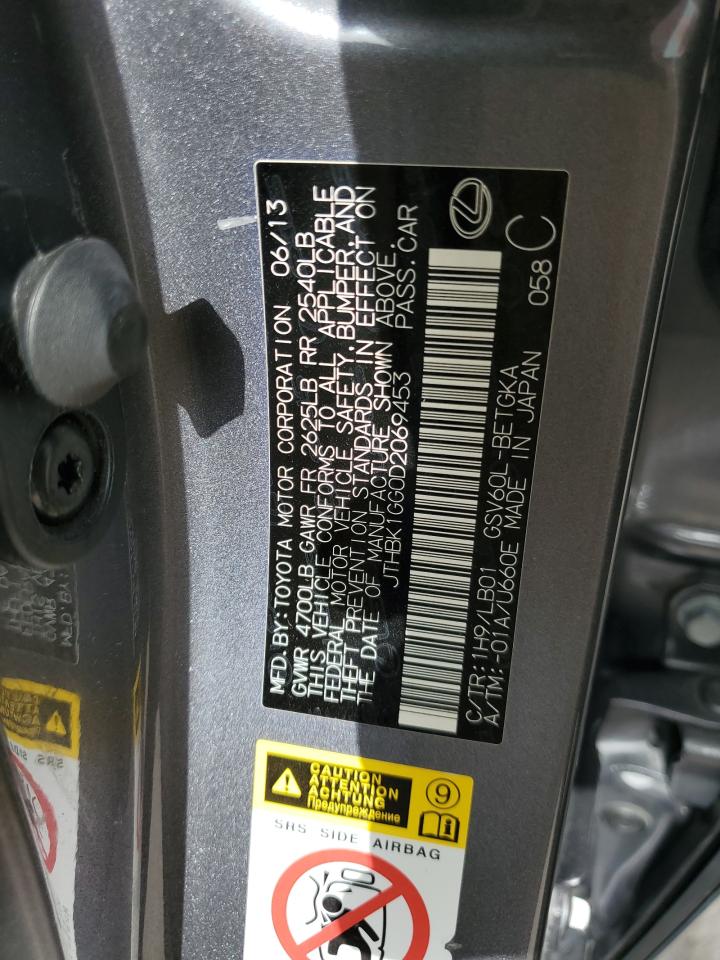 MFD.BY:TOYOTA MOTOR CORPORATION 06/13
GVWR 4700LB GAWR FR 2625LB RR 2540LB
THIS VEHICLE CONFORMS TO ALL APPLICABLE
FEDERAL MOTOR VEHICLE SAFETY,BUMPER,AND
THEFT PREVENTION STANDARDS IN EFFECT ON
THE DATE OF MANUFACTURE SHOWN ABOVE.
JTHBK1GG0D2069453 PASS.CAR
C/TR:1H9/LB01 GSV60L-BETGKA 058
A/TM:-01A/U660E MADE IN JAPAN C
CAUTION
ATTENTION
ACHTUNG
Предупреждение
9
SRS SIDE AIRBAG